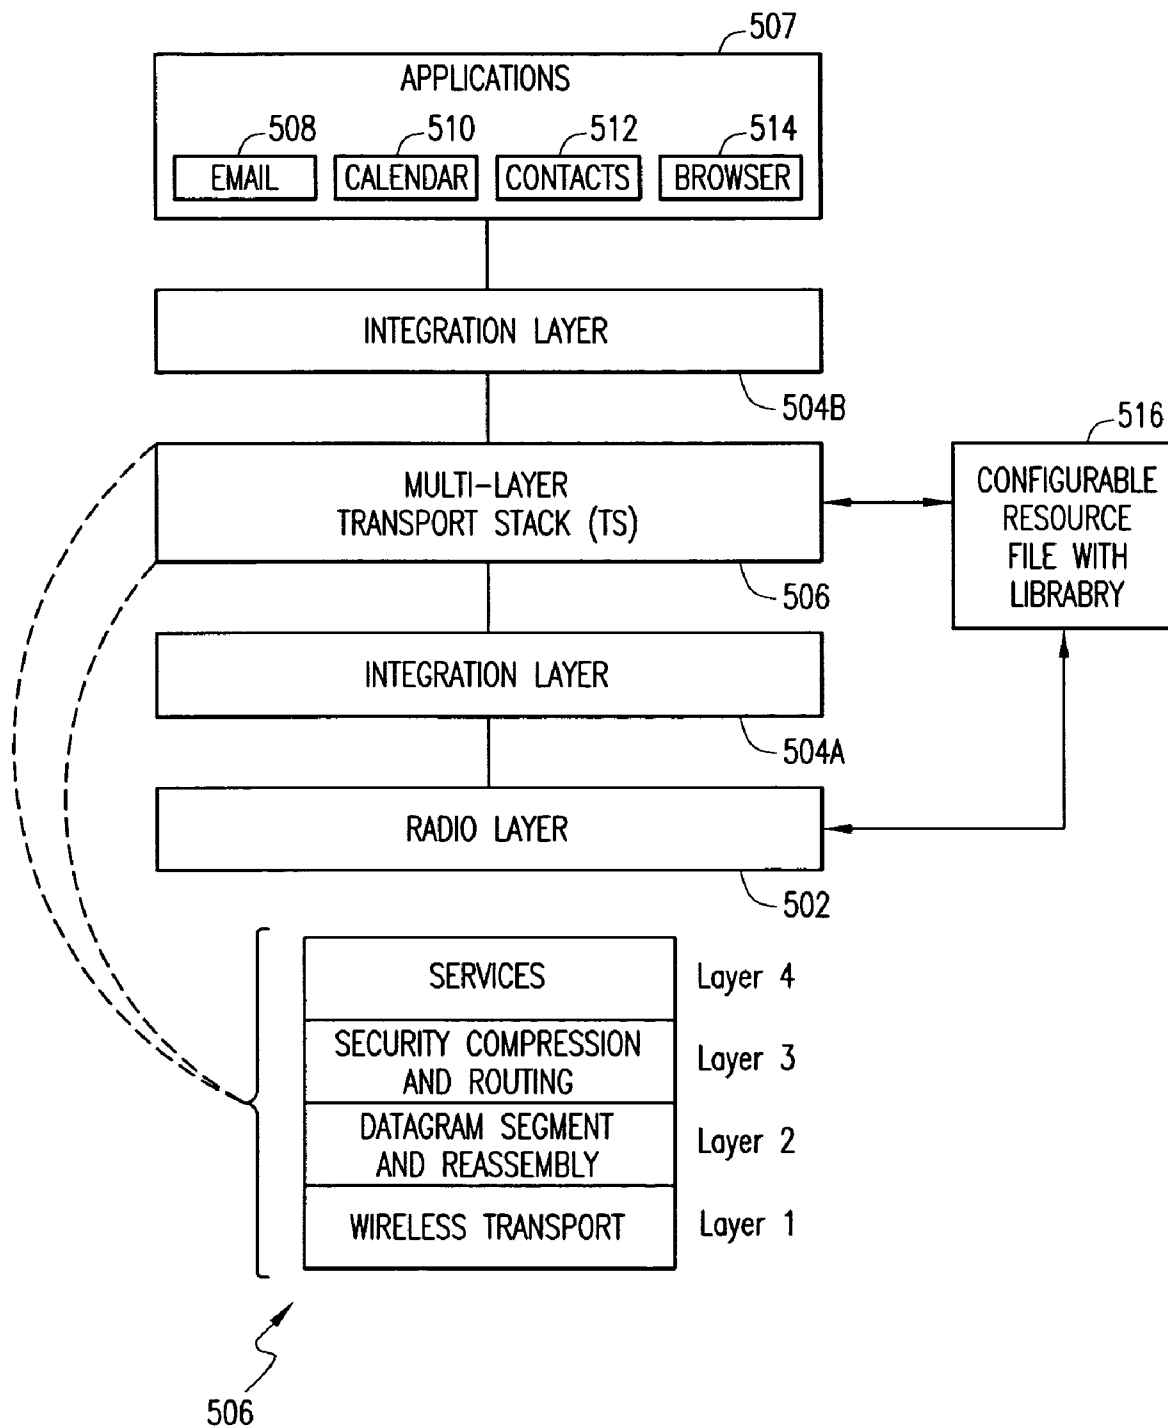 507
APPLICATIONS
508
510
512
514
EMAIL
CALENDAR
CONTACTS
BROWSER
INTEGRATION LAYER
504B
516
MULTI-LAYER
TRANSPORT STACK (TS)
CONFIGURABLE
RESOURCE
FILE WITH
LIBRABRY
506
INTEGRATION LAYER
504A
RADIO LAYER
502
SERVICES
Layer 4
SECURITY COMPRESSION
AND ROUTING
Layer 3
DATAGRAM SEGMENT
AND REASSEMBLY
Layer 2
WIRELESS TRANSPORT
Layer 1
506